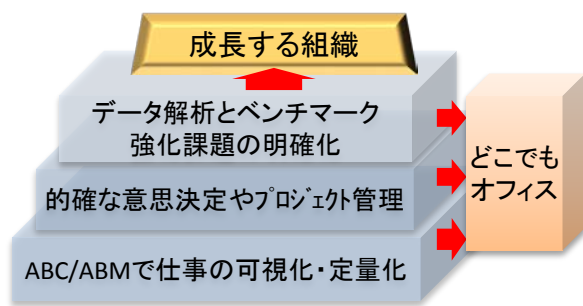 成長する組織
データ解析とベンチマーク
強化課題の明確化
どこでも
オフィス
的確な意思決定やﾌﾟﾛｼﾞｪｸﾄ管理
ABC/ABMで仕事の可視化・定量化